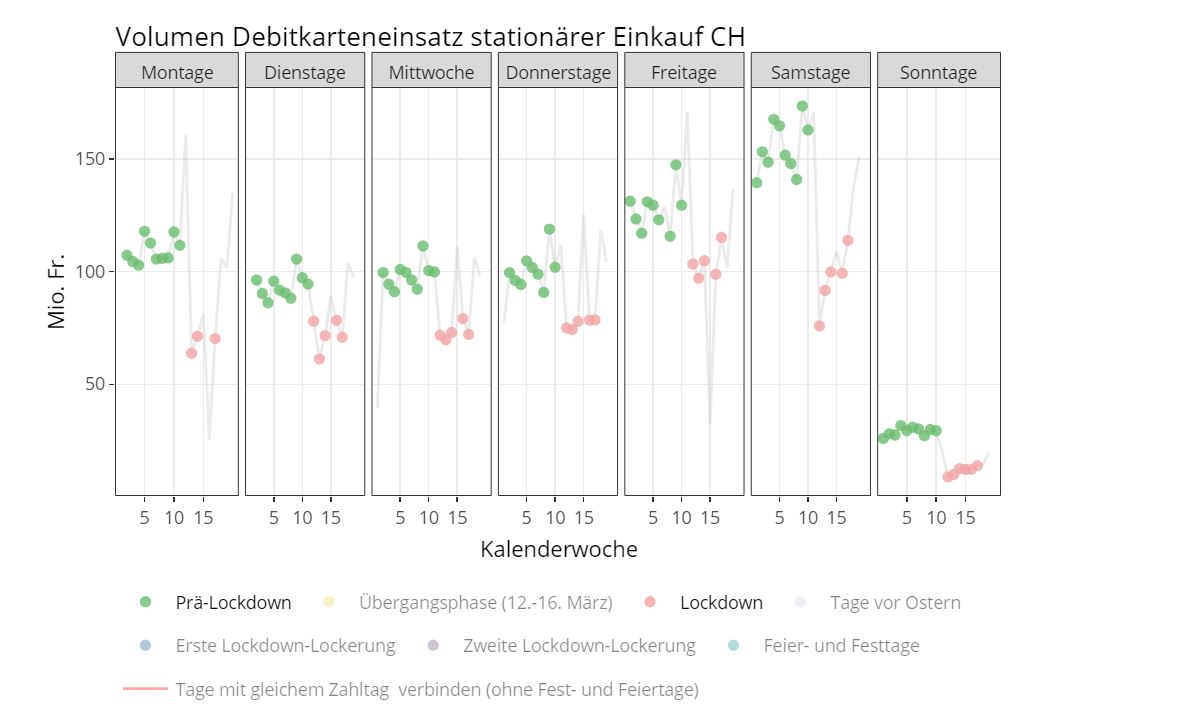 Volumen Debitkarteneinsatz stationärer Einkauf CH
Montage Dienstage Mittwoche Donnerstage Freitage Samstage Sonntage
150
100
50
Mio. Fr.
5 10 15 5 10 15 5 10 15 5 10 15 5 10 15 5 10 15 5 10 15
Kalenderwoche
Prä-Lockdown Übergangsphase (12.-16. März) Lockdown Tage vor Ostern
Erste Lockdown-Lockerung Zweite Lockdown-Lockerung Feier- und Festtage
Tage mit gleichem Zahltag verbinden (ohne Fest- und Feiertage)